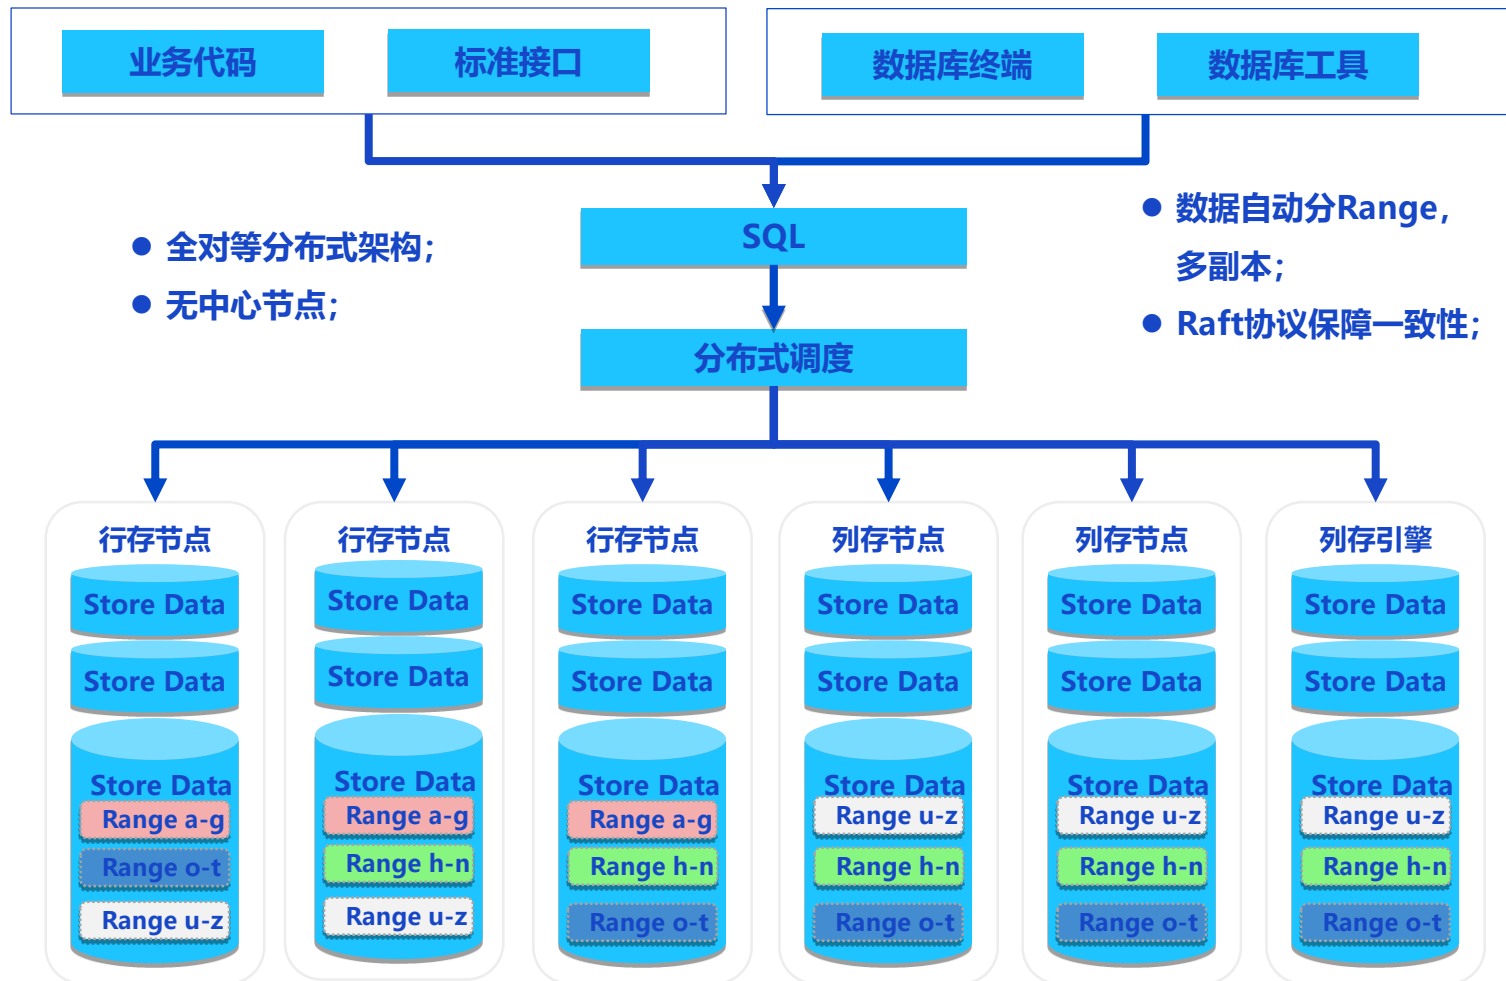 业务代码
标准接口
数据库终端
数据库工具
SQL
● 全对等分布式架构；
● 无中心节点；
● 数据自动分Range，
多副本；
● Raft协议保障一致性；
分布式调度
行存节点
Store Data
Store Data
Store Data
Range a-g
Range o-t
Range u-z
行存节点
Store Data
Store Data
Store Data
Range a-g
Range h-n
Range u-z
行存节点
Store Data
Store Data
Store Data
Range a-g
Range h-n
Range o-t
列存节点
Store Data
Store Data
Store Data
Range u-z
Range h-n
Range o-t
列存节点
Store Data
Store Data
Store Data
Range u-z
Range h-n
Range o-t
列存引擎
Store Data
Store Data
Store Data
Range u-z
Range h-n
Range o-t